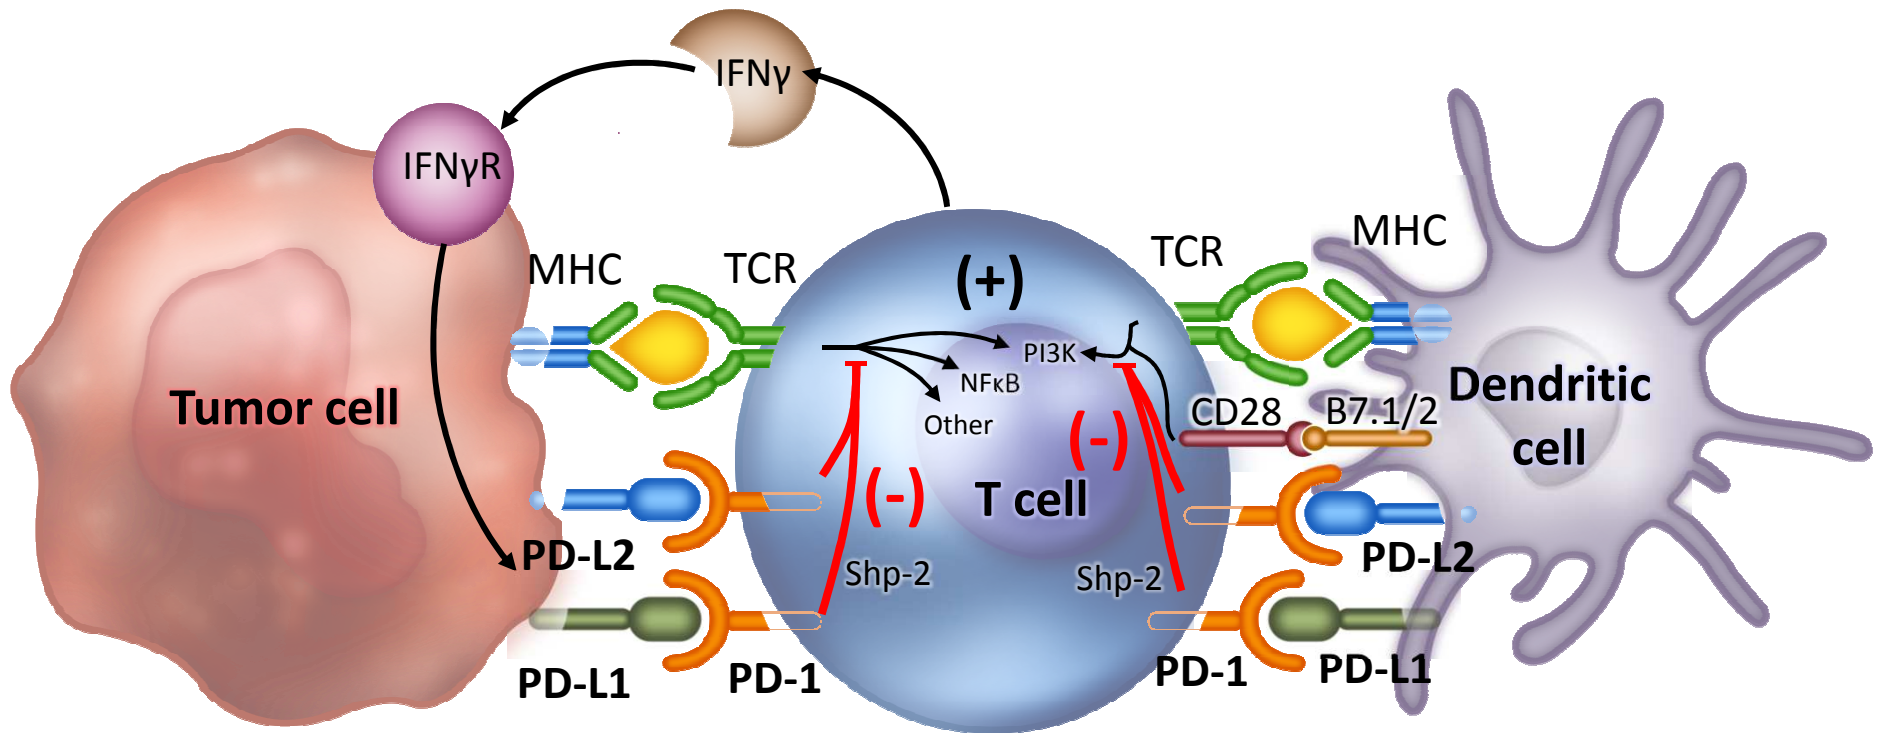 IFNγ
IFNγR
MHC
TCR
(+)
TCR
MHC
PI3K
NFκB
Other
Tumor cell
(-)
(-)
CD28
B7.1/2
Dendritic
cell
T cell
PD-L2
Shp-2
Shp-2
PD-L2
PD-L1
PD-1
PD-1
PD-L1